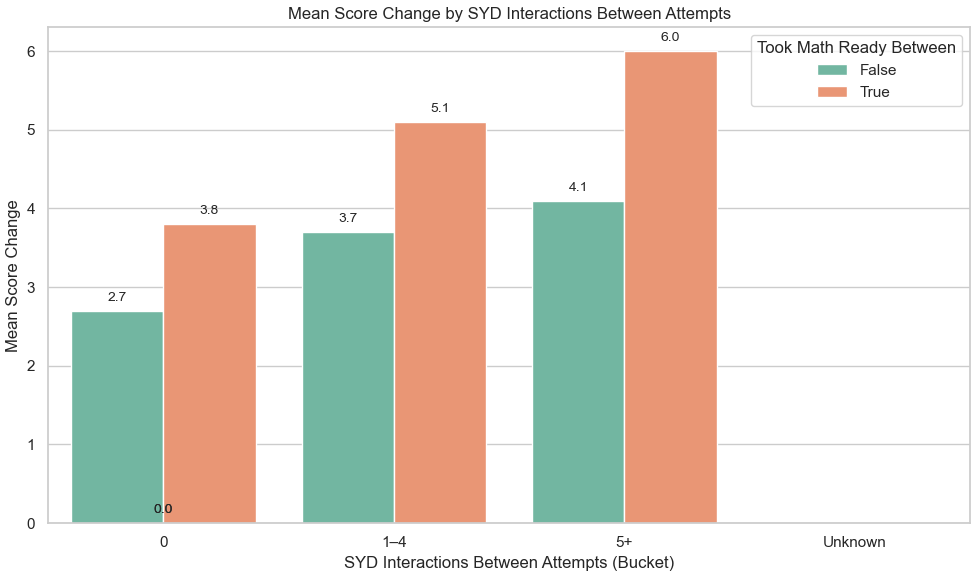 Mean Score Change by SYD Interactions Between Attempts
Took Math Ready Between
False
True
Mean Score Change
6
5
4
3
2
1
0
2.7
3.8
3.7
5.1
4.1
6.0
0.0
0
1–4
5+
Unknown
SYD Interactions Between Attempts (Bucket)